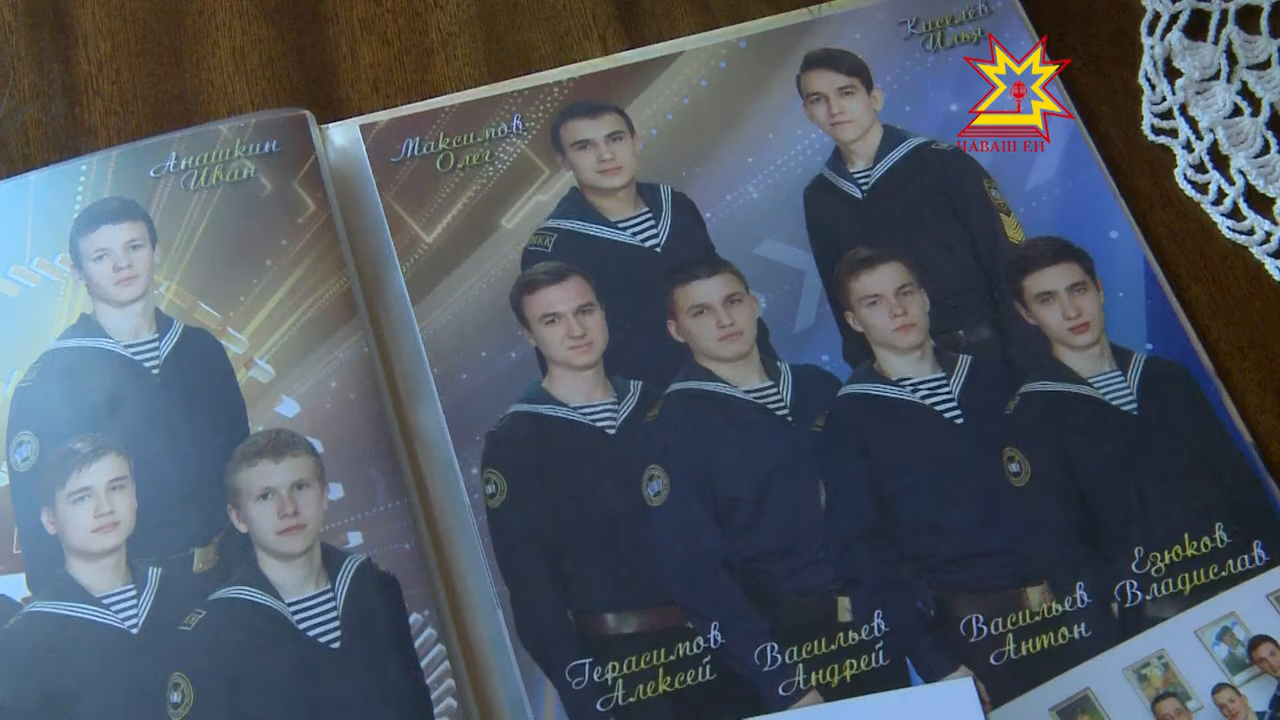 Анашкин
Иван
Максимов
Олег
Киселев
Илья
ЧАВАШ ЕН
Герасимов
Алексей
Васильев
Андрей
Васильев
Антон
Езюков
Владислав